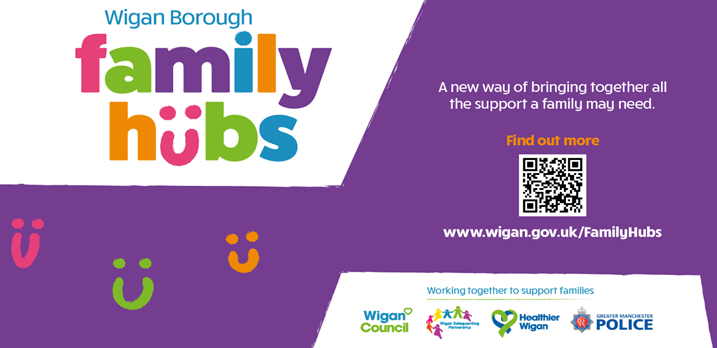 Wigan Borough
family
hubs
A new way of bringing together all
the support a family may need.
Find out more
www.wigan.gov.uk/FamilyHubs
Working together to support families
Wigan
Council
Wigan Safeguarding
Partnership
Healthier
Wigan
GREATER MANCHESTER
POLICE